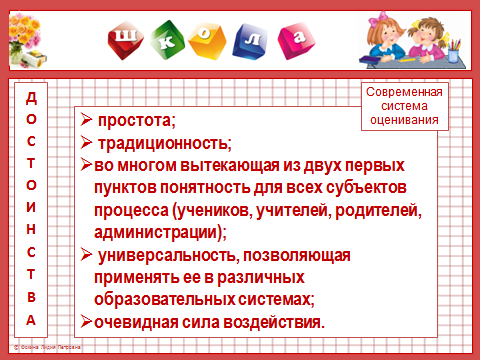 школа
Современная
система
оценивания
Д
О
С
Т
О
И
Н
С
Т
В
А
➢ простота;
➢ традиционность;
➢ во многом вытекающая из двух первых
пунктов понятность для всех субъектов
процесса (учеников, учителей, родителей,
администрации);
➢ универсальность, позволяющая
применять ее в различных
образовательных системах;
➢ очевидная сила воздействия.
© Фокина Лидия Петровна